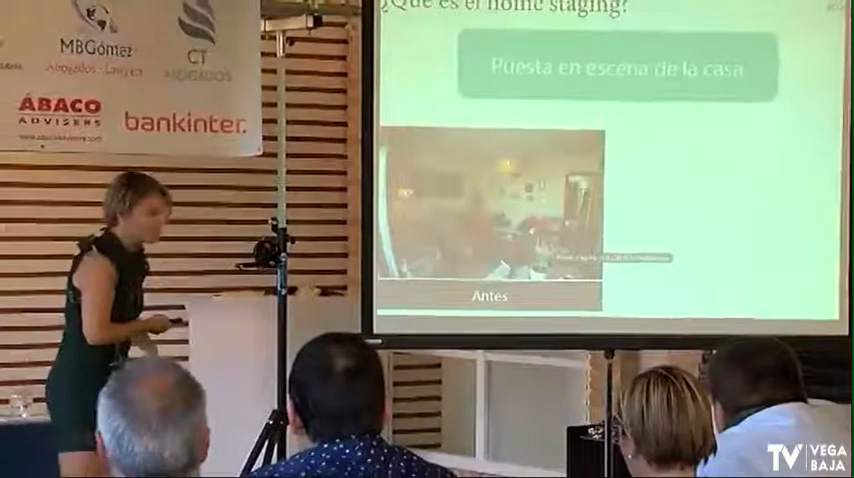 ¿Qué es el home staging?
Puesta en escena de la casa
Antes
MBGómez
Abogados - Lawyers
CT
ABOGADOS
ÁBACO
ADVISERS
bankinter.
TV VEGA
BAJA